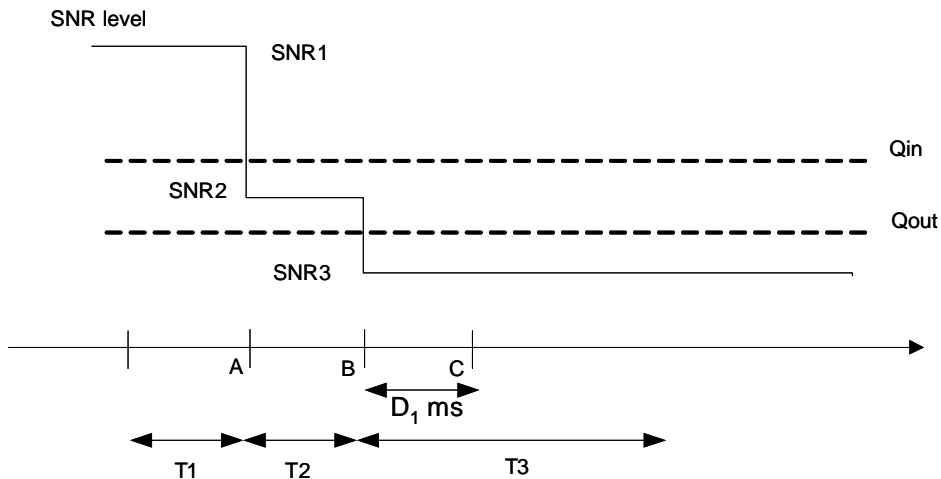 SNR level
SNR1
Qin
SNR2
Qout
SNR3
A
B
C
D₁ ms
T1
T2
T3